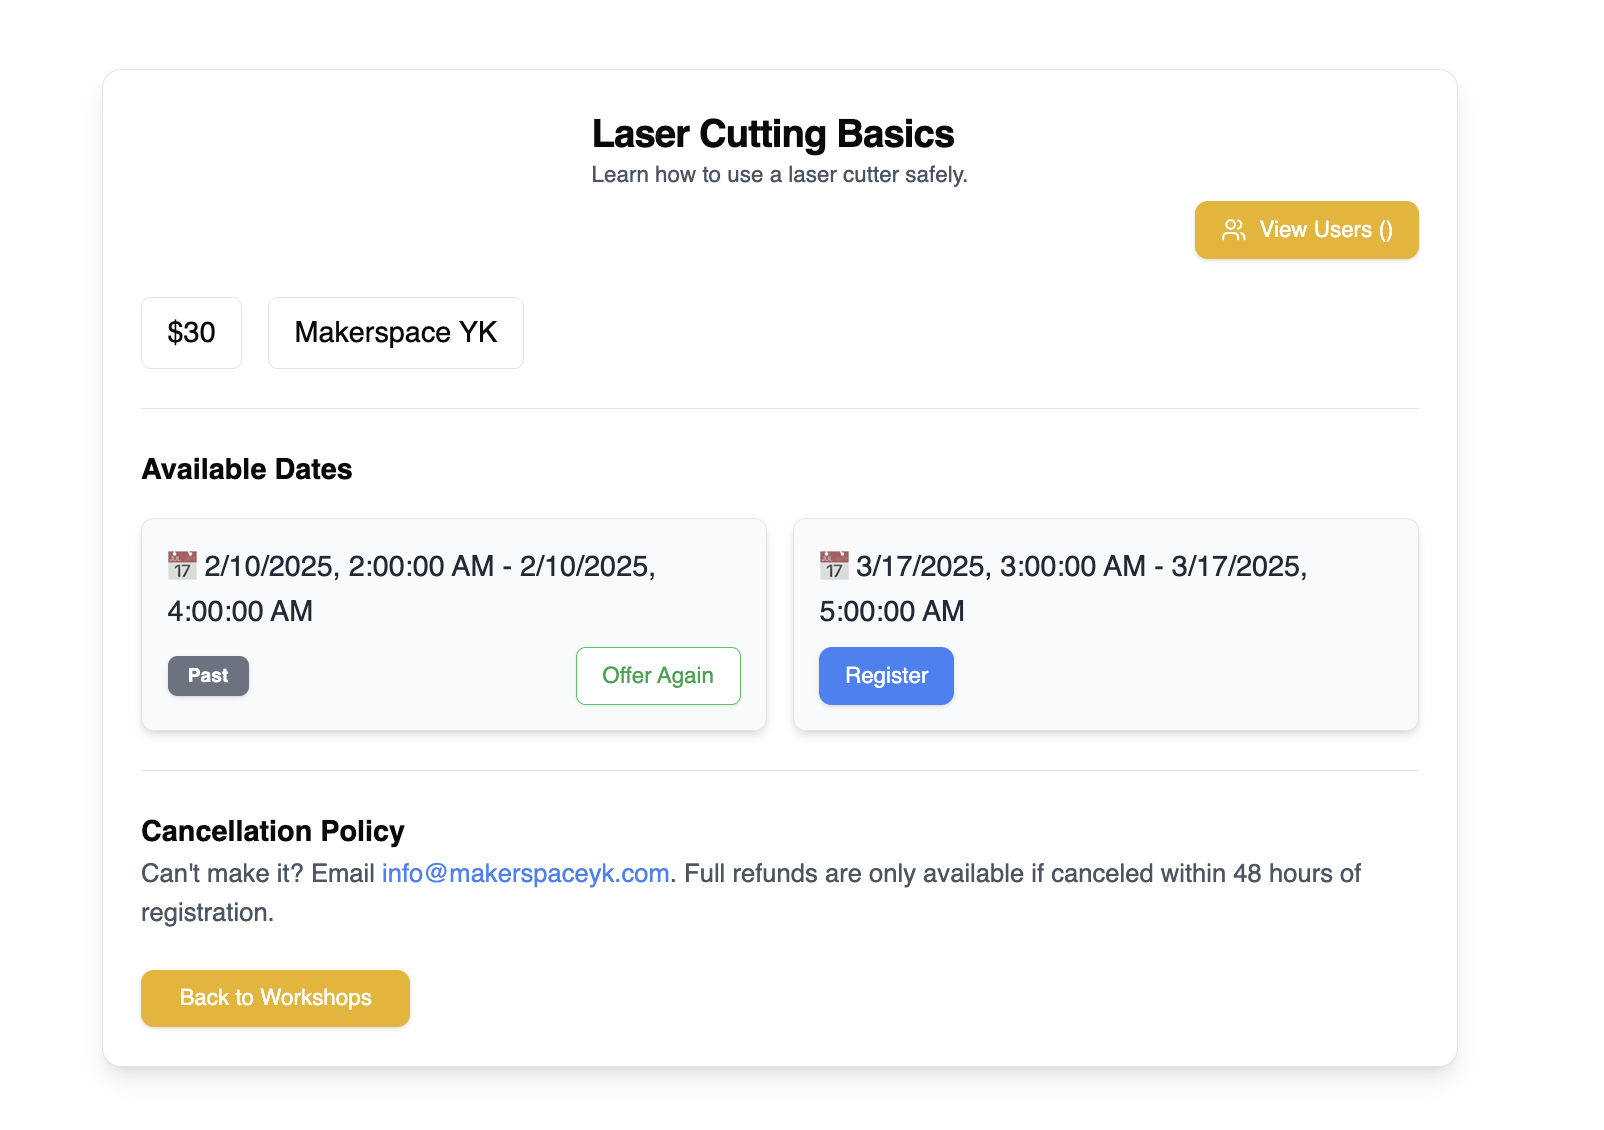 Laser Cutting Basics
Learn how to use a laser cutter safely.
View Users ()
$30
Makerspace YK
Available Dates
📅 2/10/2025, 2:00:00 AM - 2/10/2025,
4:00:00 AM
Past
Offer Again
📅 3/17/2025, 3:00:00 AM - 3/17/2025,
5:00:00 AM
Register
Cancellation Policy
Can't make it? Email info@makerspaceyk.com. Full refunds are only available if canceled within 48 hours of
registration.
Back to Workshops